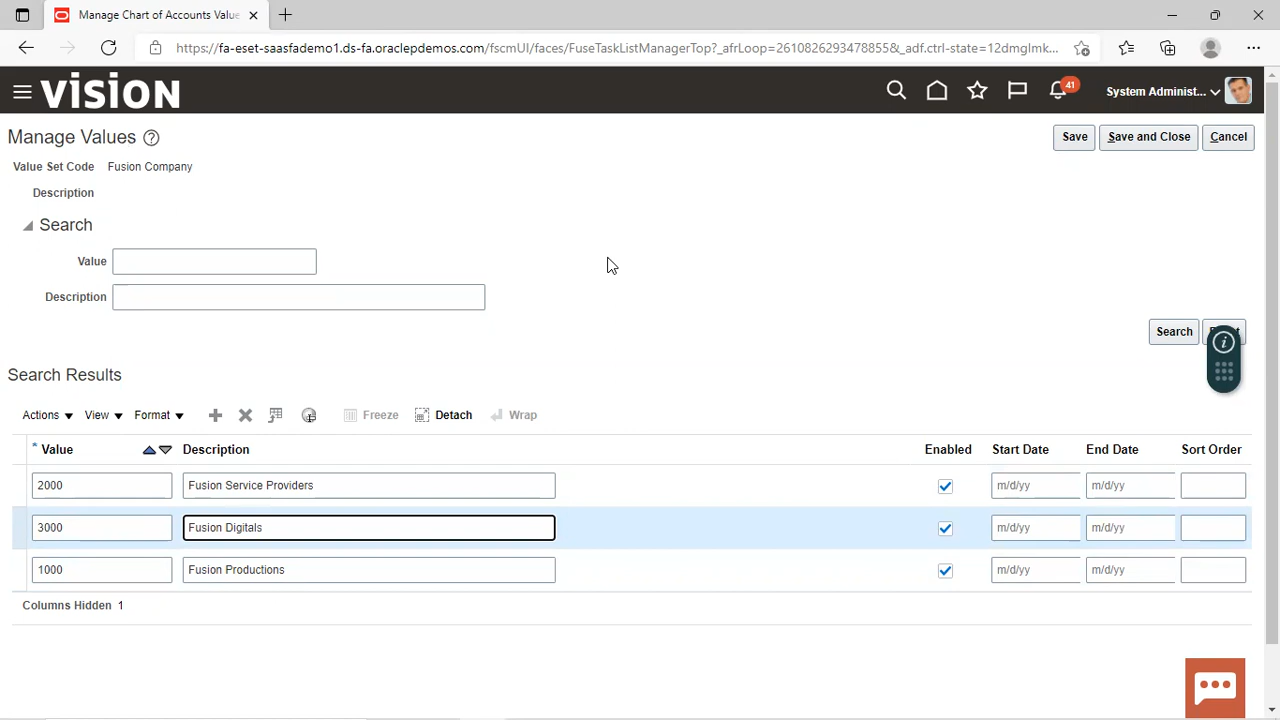 Manage Chart of Accounts Value
https://fa-eset-saasfademo1.ds-fa.oraclepdemos.com/fscmUI/faces/FuseTaskListManagerTop?_afrLoop=26108262934788558&_adf.ctrl-state=12dmglmk...
VISION
41
System Administ...
Manage Values
Save
Save and Close
Cancel
Value Set Code Fusion Company
Description
Search
Value
Description
Search
Search Results
Actions View Format Freeze Detach Wrap
* Value Description Enabled Start Date End Date Sort Order
2000 Fusion Service Providers m/d/yy m/d/yy
3000 Fusion Digitals m/d/yy m/d/yy
1000 Fusion Productions m/d/yy m/d/yy
Columns Hidden 1